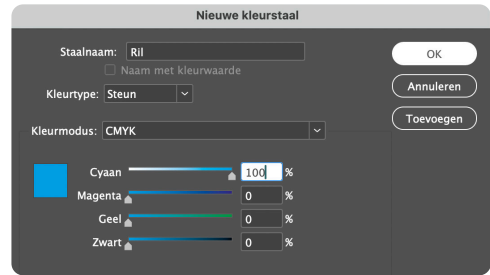 Nieuwe kleurstaal
Staalnaam: Ril
OK
Naam met kleurwaarde
Annuleren
Kleurtype: Steun
Toevoegen
Kleurmodus: CMYK
Cyaan 100 %
Magenta 0 %
Geel 0 %
Zwart 0 %